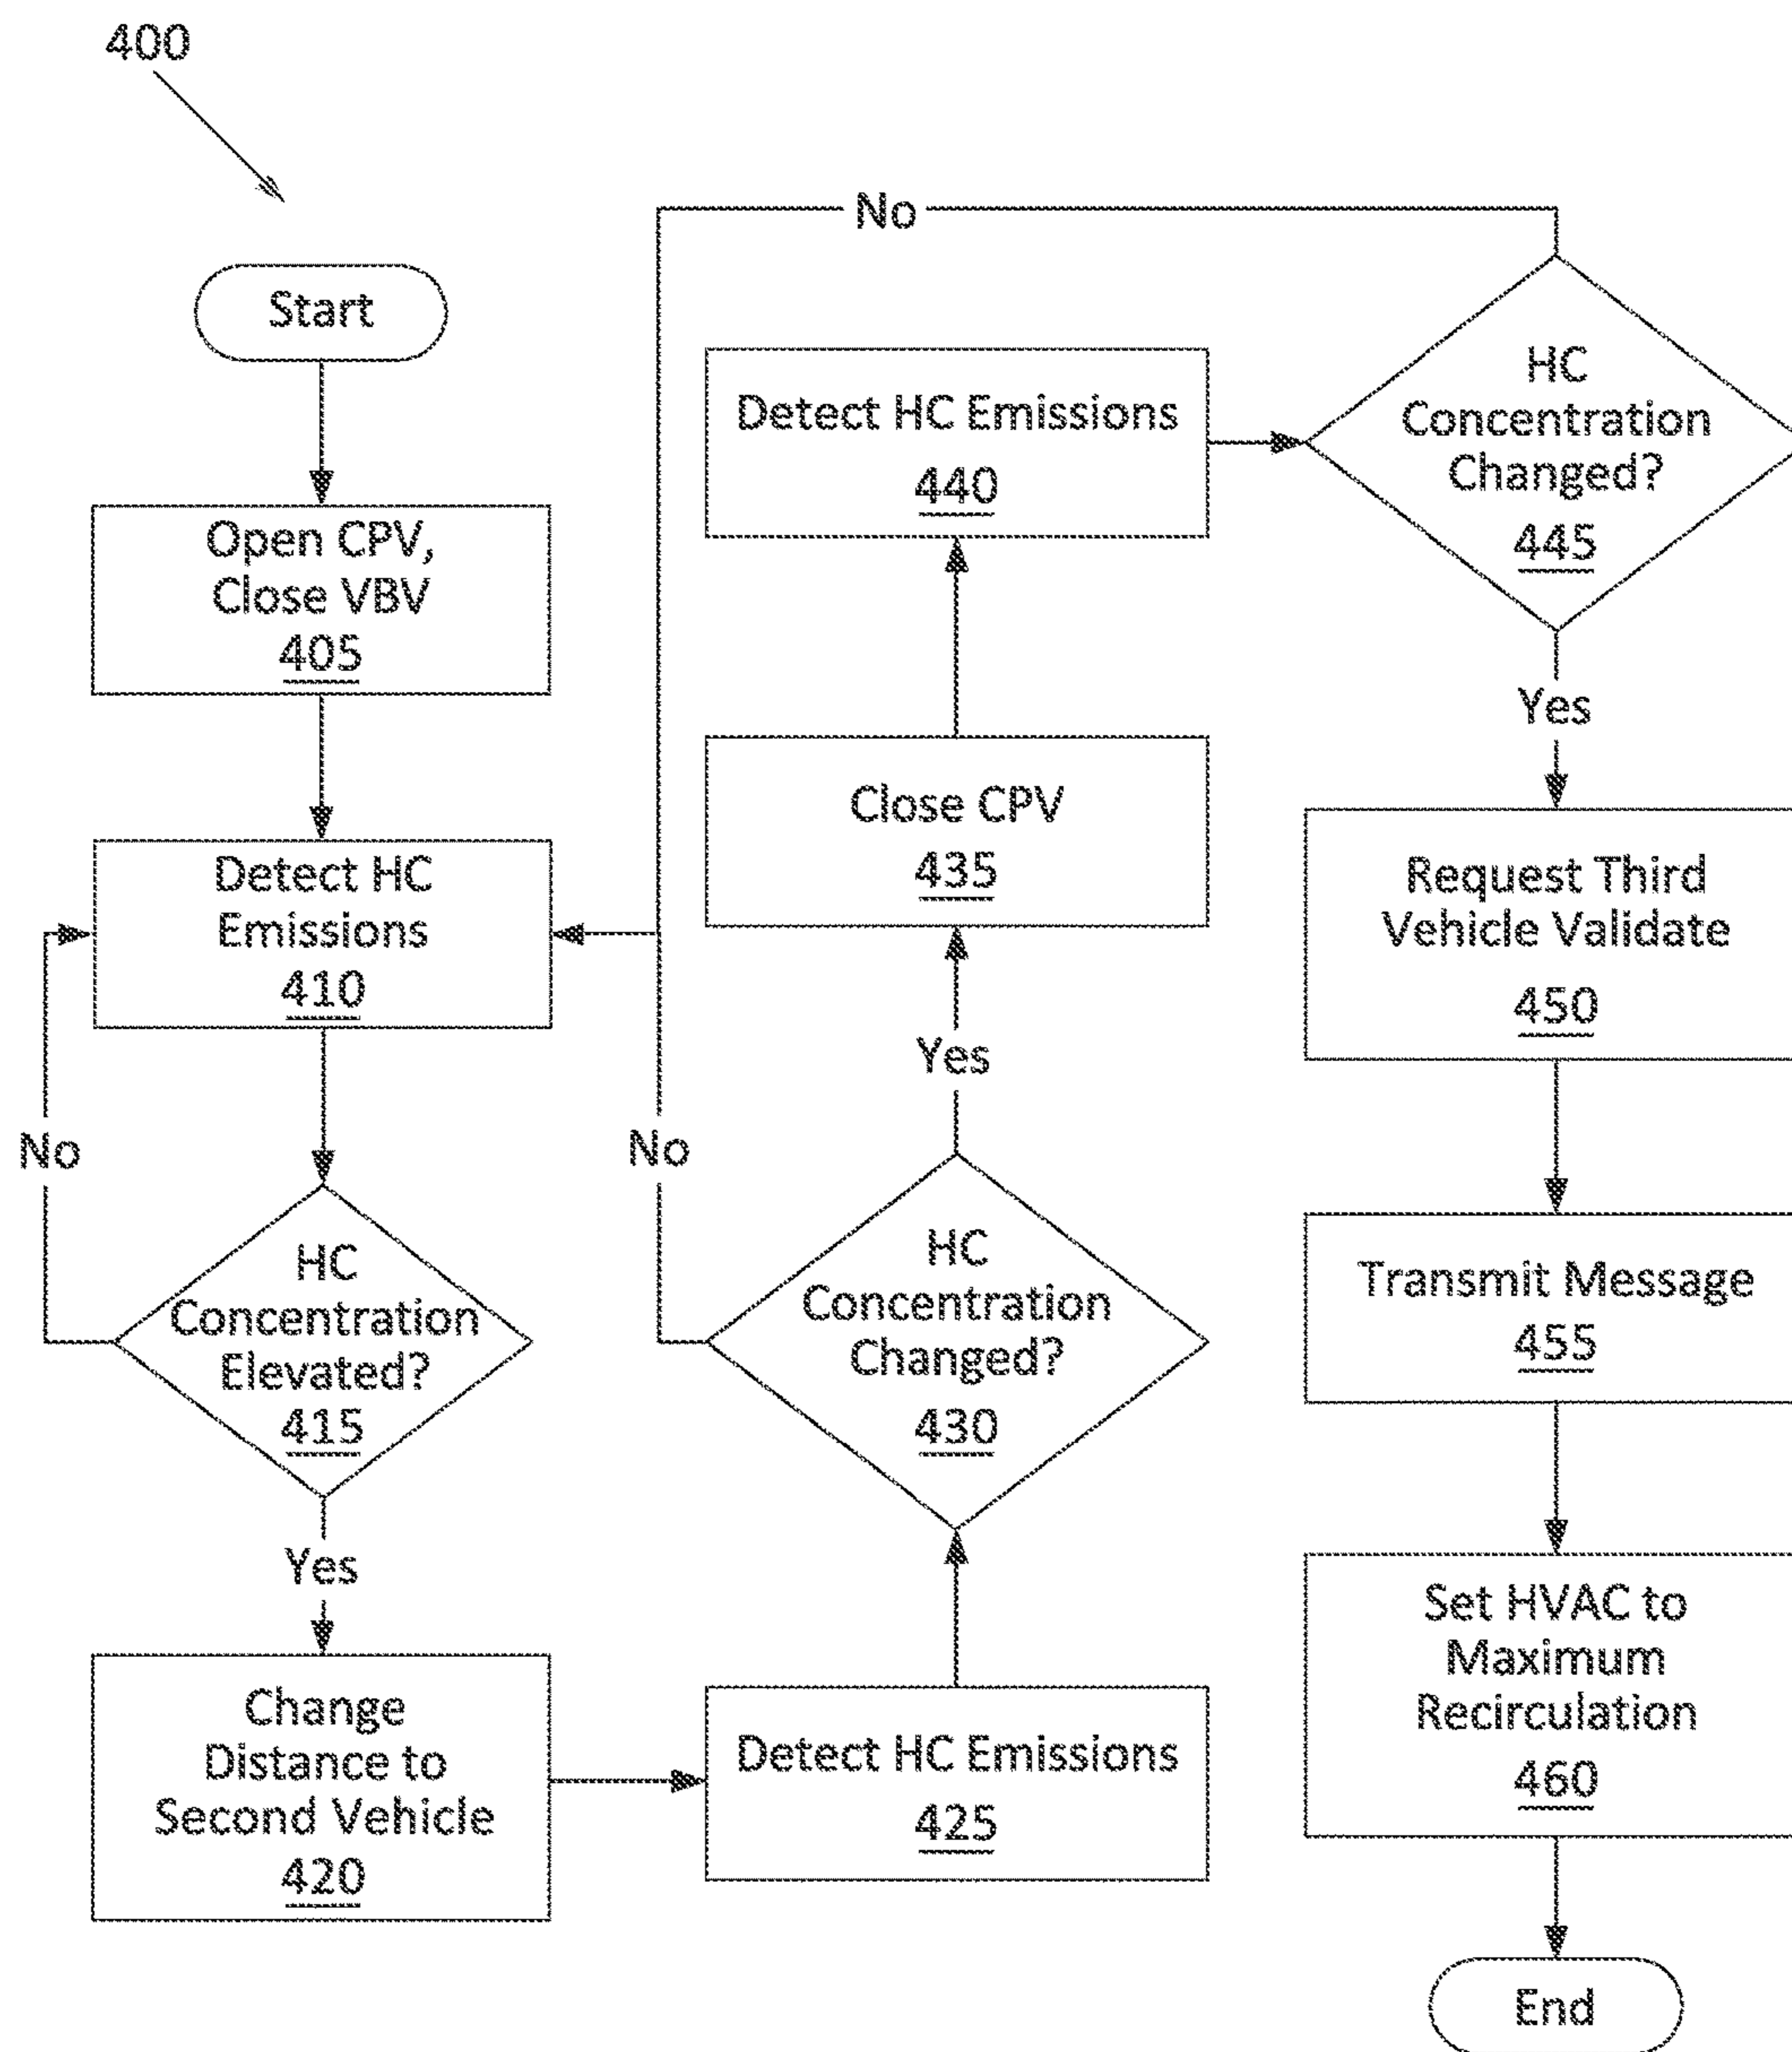 400
Start
Open CPV,
Close VBV
405
Detect HC
Emissions
410
No
HC
Concentration
Elevated?
415
Yes
Change
Distance to
Second Vehicle
420
Detect HC Emissions
425
HC
Concentration
Changed?
430
No
Yes
Close CPV
435
Detect HC Emissions
440
HC
Concentration
Changed?
445
No
Yes
Request Third
Vehicle Validate
450
Transmit Message
455
Set HVAC to
Maximum
Recirculation
460
End